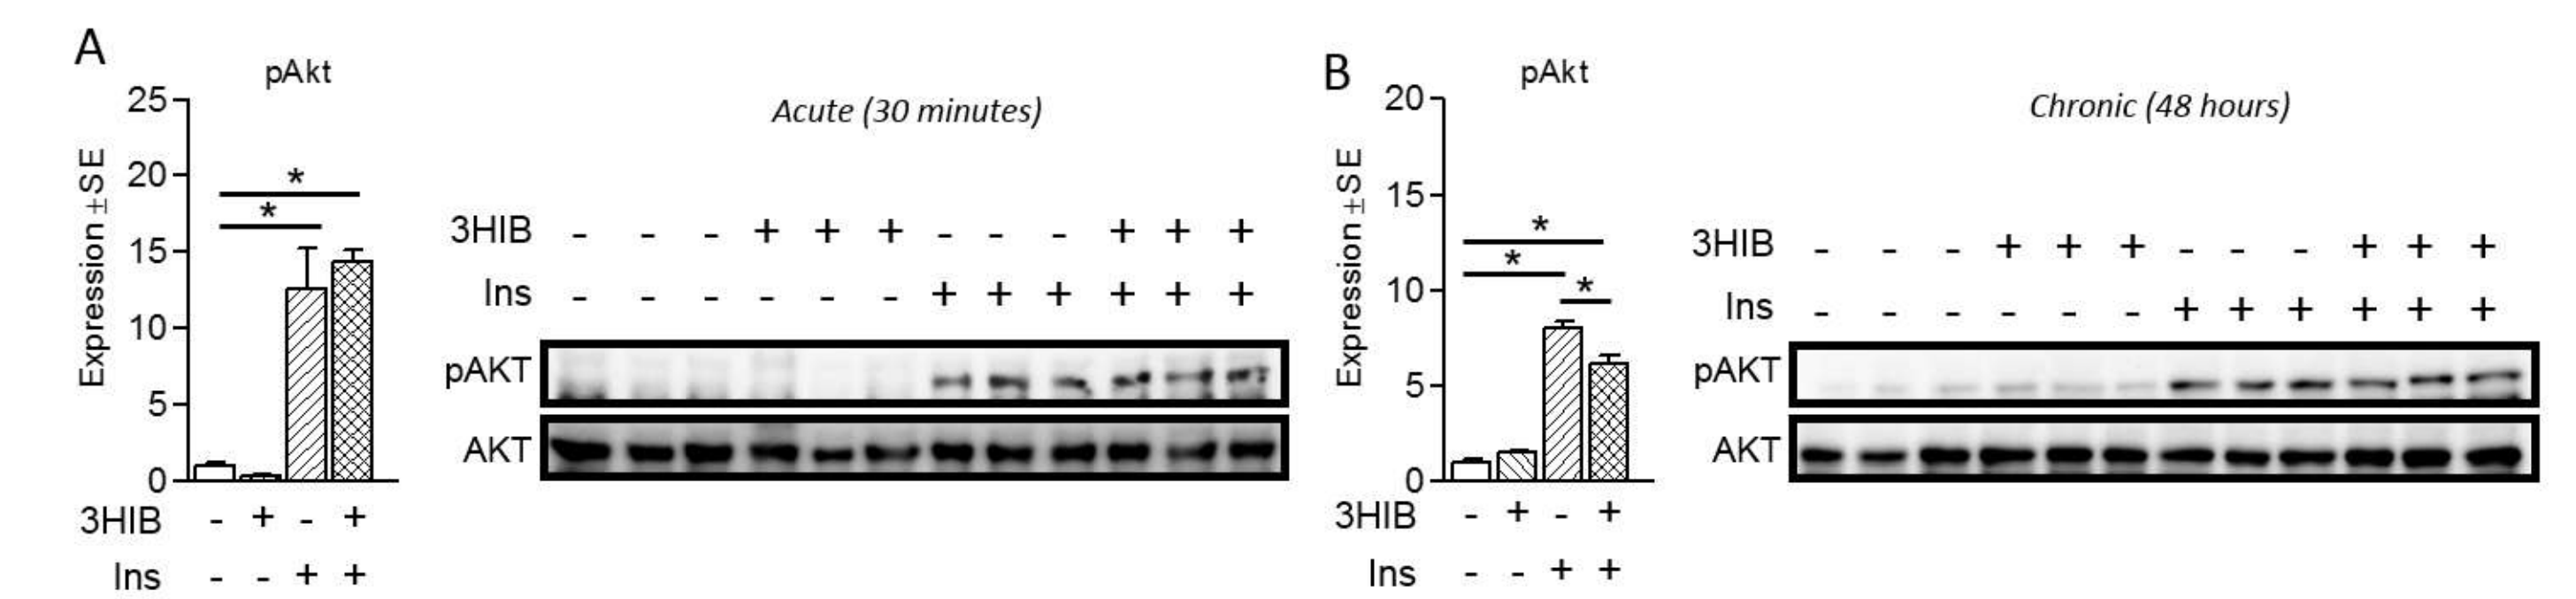 A
pAkt
Acute (30 minutes)
Expression ±SE
25
20
15
10
5
0
*
*
3HIB - + - +
Ins - - + +
3HIB - - - + + + - - - + + +
Ins - - - - - - + + + + + +
pAKT
AKT
B
pAkt
Chronic (48 hours)
Expression ±SE
20
15
10
5
0
*
*
*
3HIB - + - +
Ins - - + +
3HIB - - - + + + - - - + + +
Ins - - - - - - + + + + + +
pAKT
AKT